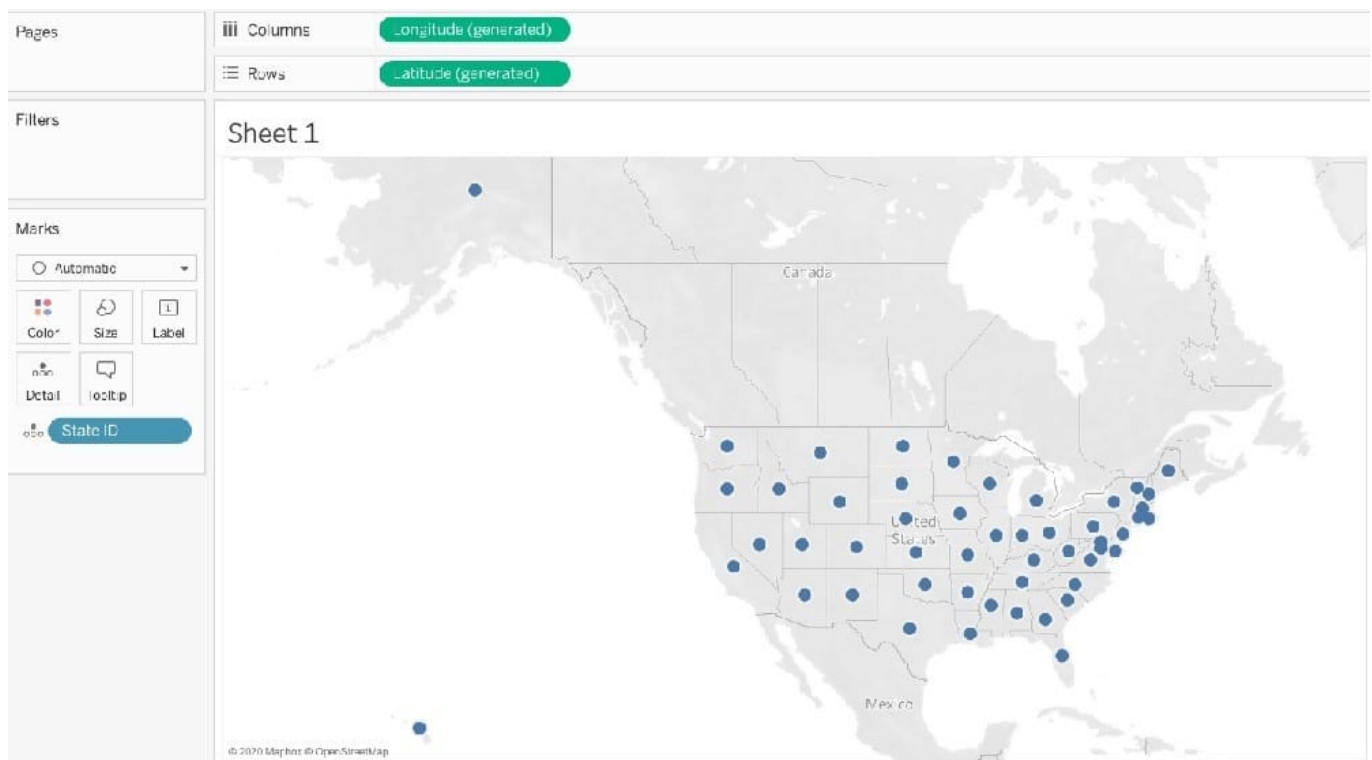 Pages
Columns
Longitude (generated)
Rows
Latitude (generated)
Filters
Sheet 1
Marks
Automatic
Color
Size
Label
Detail
Tooltip
State ID
Canada
United
States
Mexico
© 2020 Mapbox © OpenStreetMap